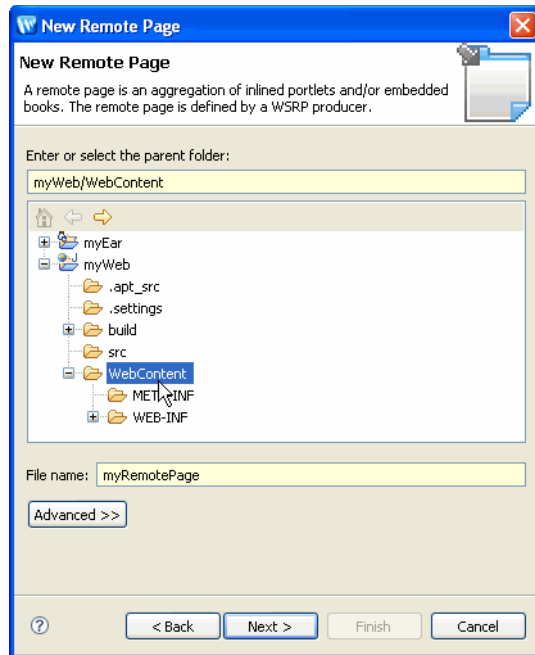 New Remote Page
New Remote Page
A remote page is an aggregation of inlined portlets and/or embedded
books. The remote page is defined by a WSRP producer.
Enter or select the parent folder:
myWeb/WebContent
myEar
myWeb
.apt_src
.settings
build
src
WebContent
WEB-INF
File name: myRemotePage
Advanced >>
< Back Next > Finish Cancel